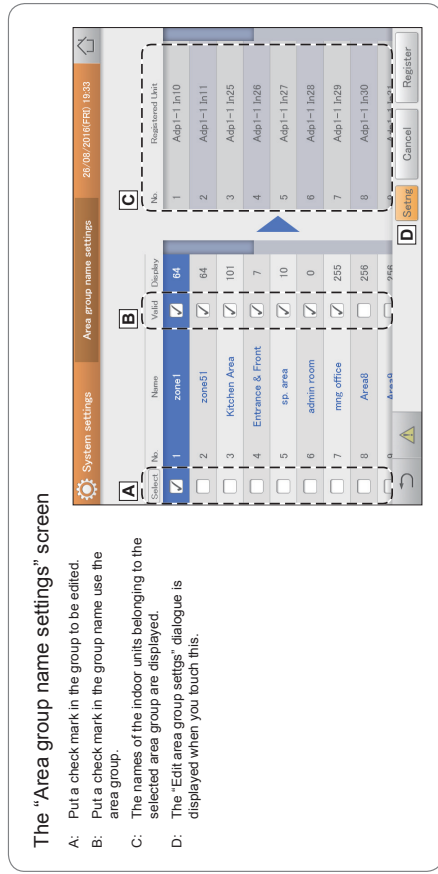 The “Area group name settings” screen
A: Put a check mark in the group to be edited.
B: Put a check mark in the group name use the
area group.
C: The names of the indoor units belonging to the
selected area group are displayed.
D: The “Edit area group settgs” dialogue is
displayed when you touch this.
System settings Area group name settings 26/08/2016(FRI) 19:33
A B C
Select No. Name Valid Display No. Registered Unit
1 zone1 64 1 Adp1-1 In10
2 zone51 64 2 Adp1-1 In11
3 Kitchen Area 101 3 Adp1-1 In25
4 Entrance & Front 7 4 Adp1-1 In26
5 sp. area 10 5 Adp1-1 In27
6 admin room 0 6 Adp1-1 In28
7 mng office 255 7 Adp1-1 In29
8 Area8 256 8 Adp1-1 In30
9 Area9 256 9 Adp1-1 In31
D
Setng Cancel Register